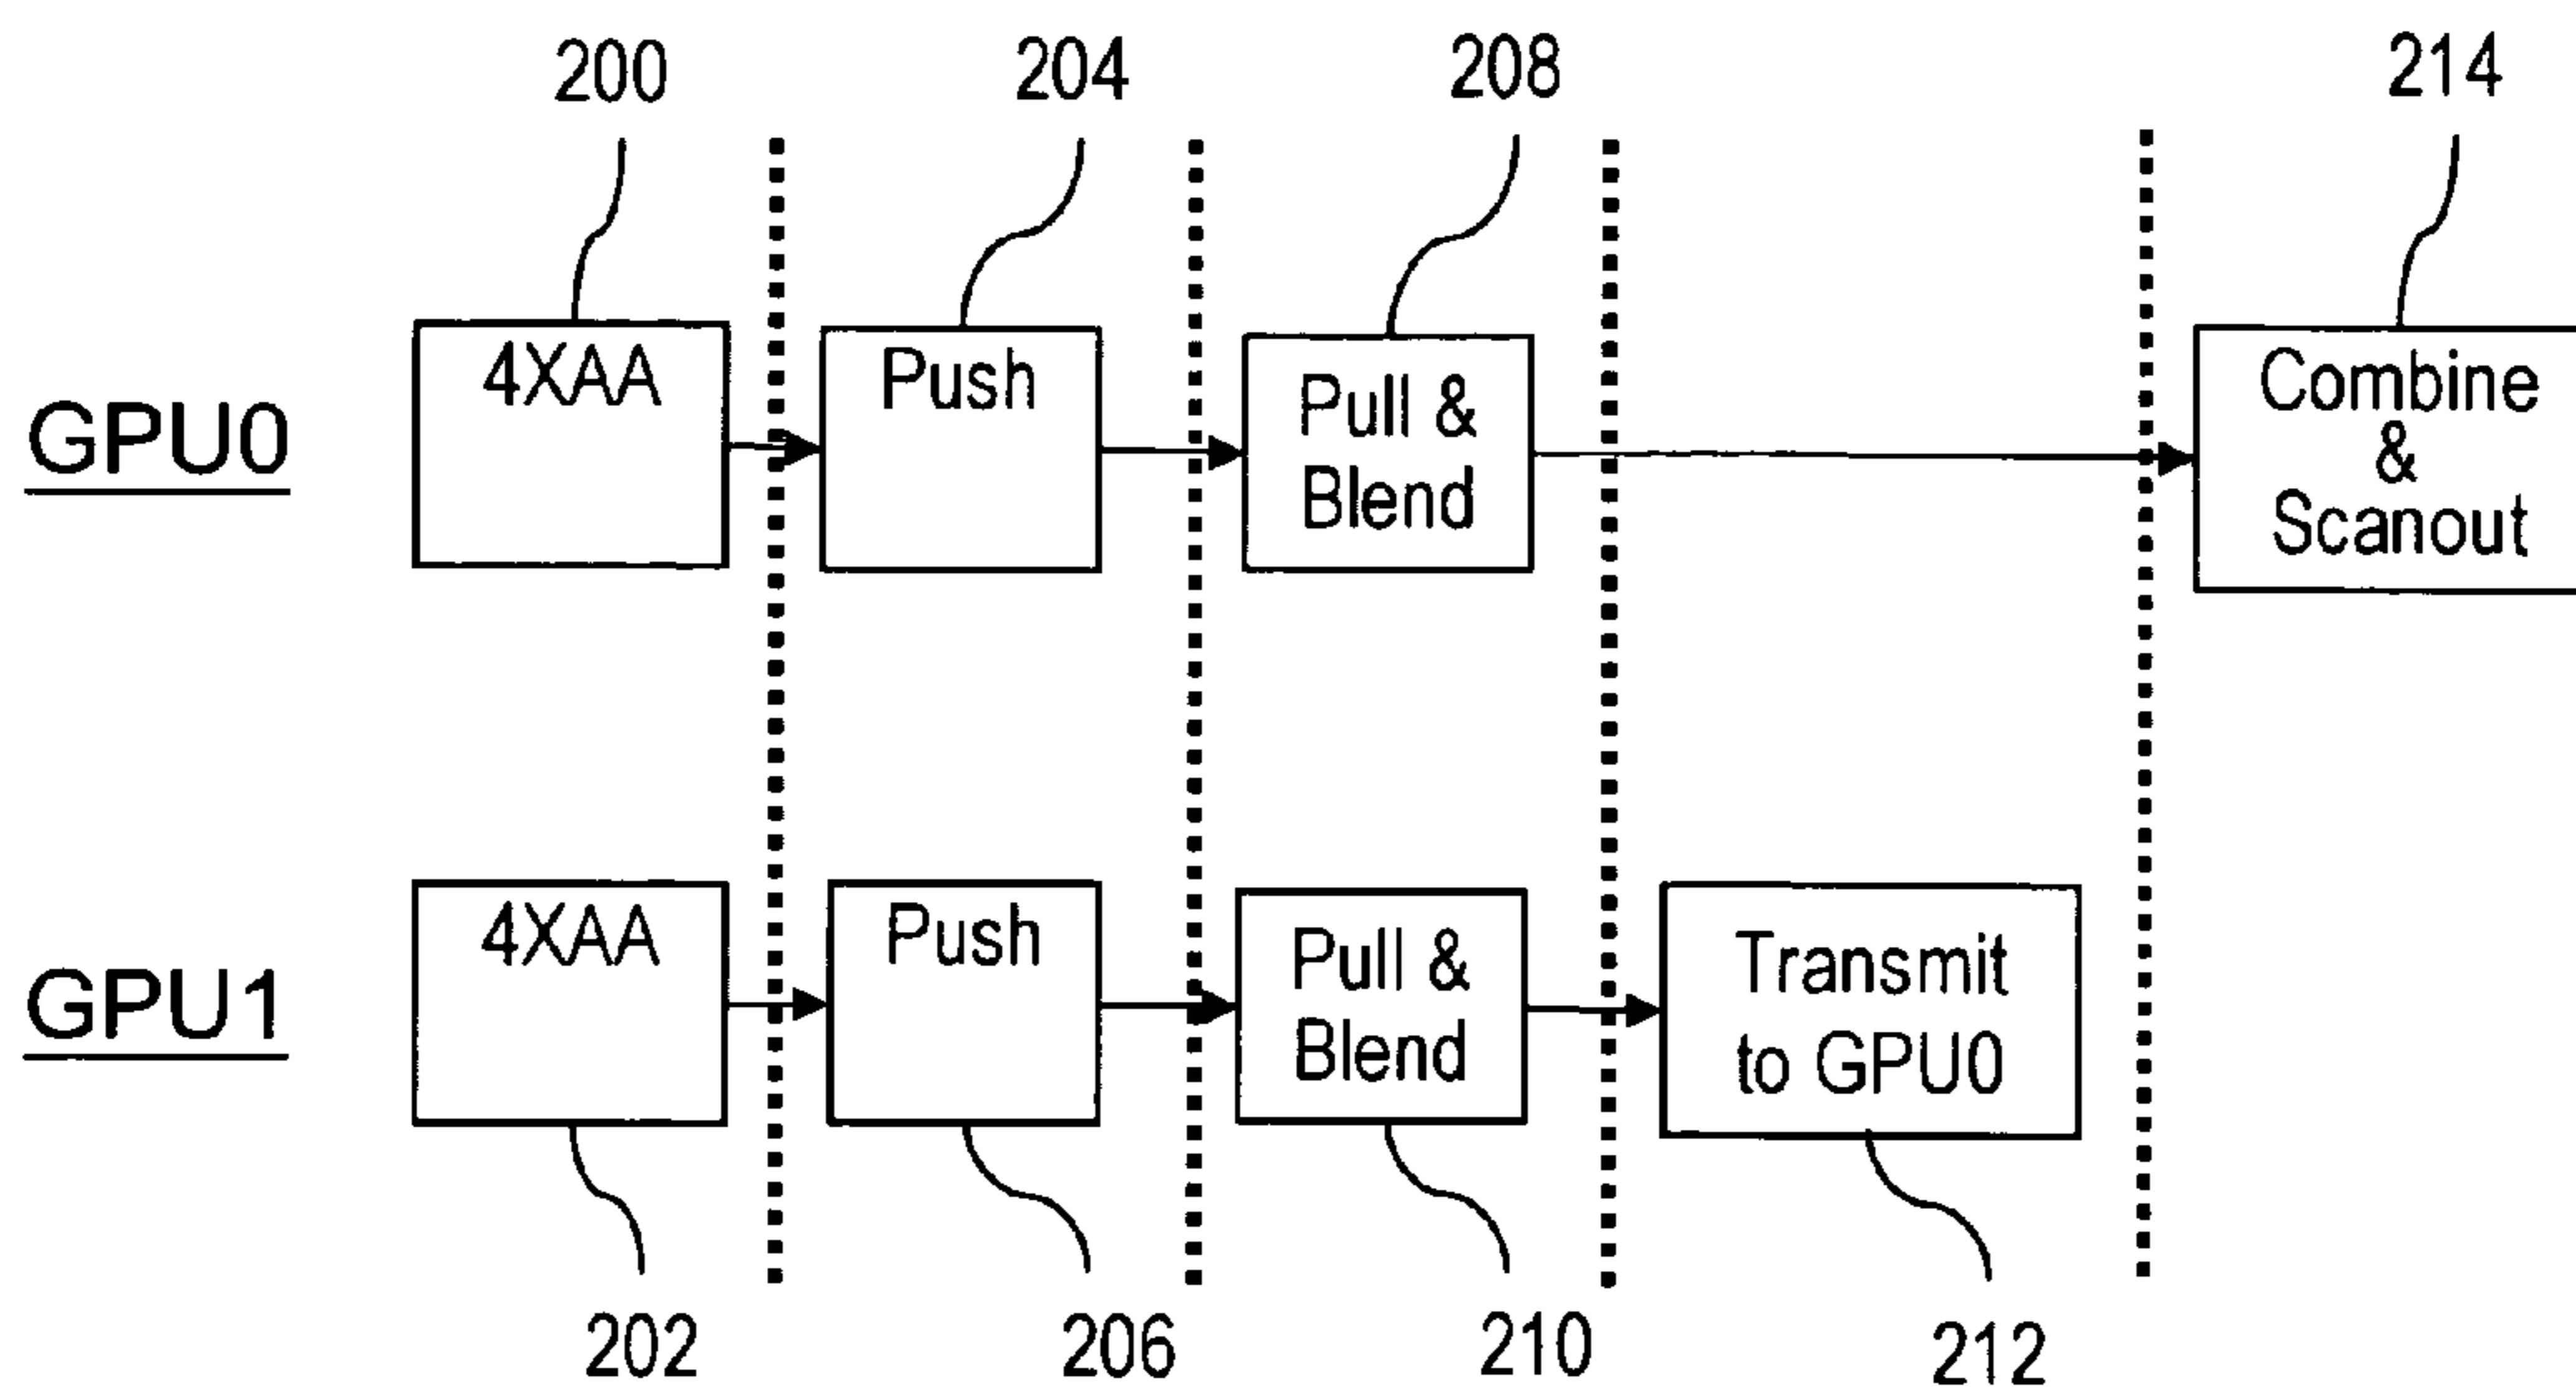 200
204
208
214
GPU0
4XAA
Push
Pull &
Blend
Combine
&
Scanout
GPU1
4XAA
Push
Pull &
Blend
Transmit
to GPU0
202
206
210
212